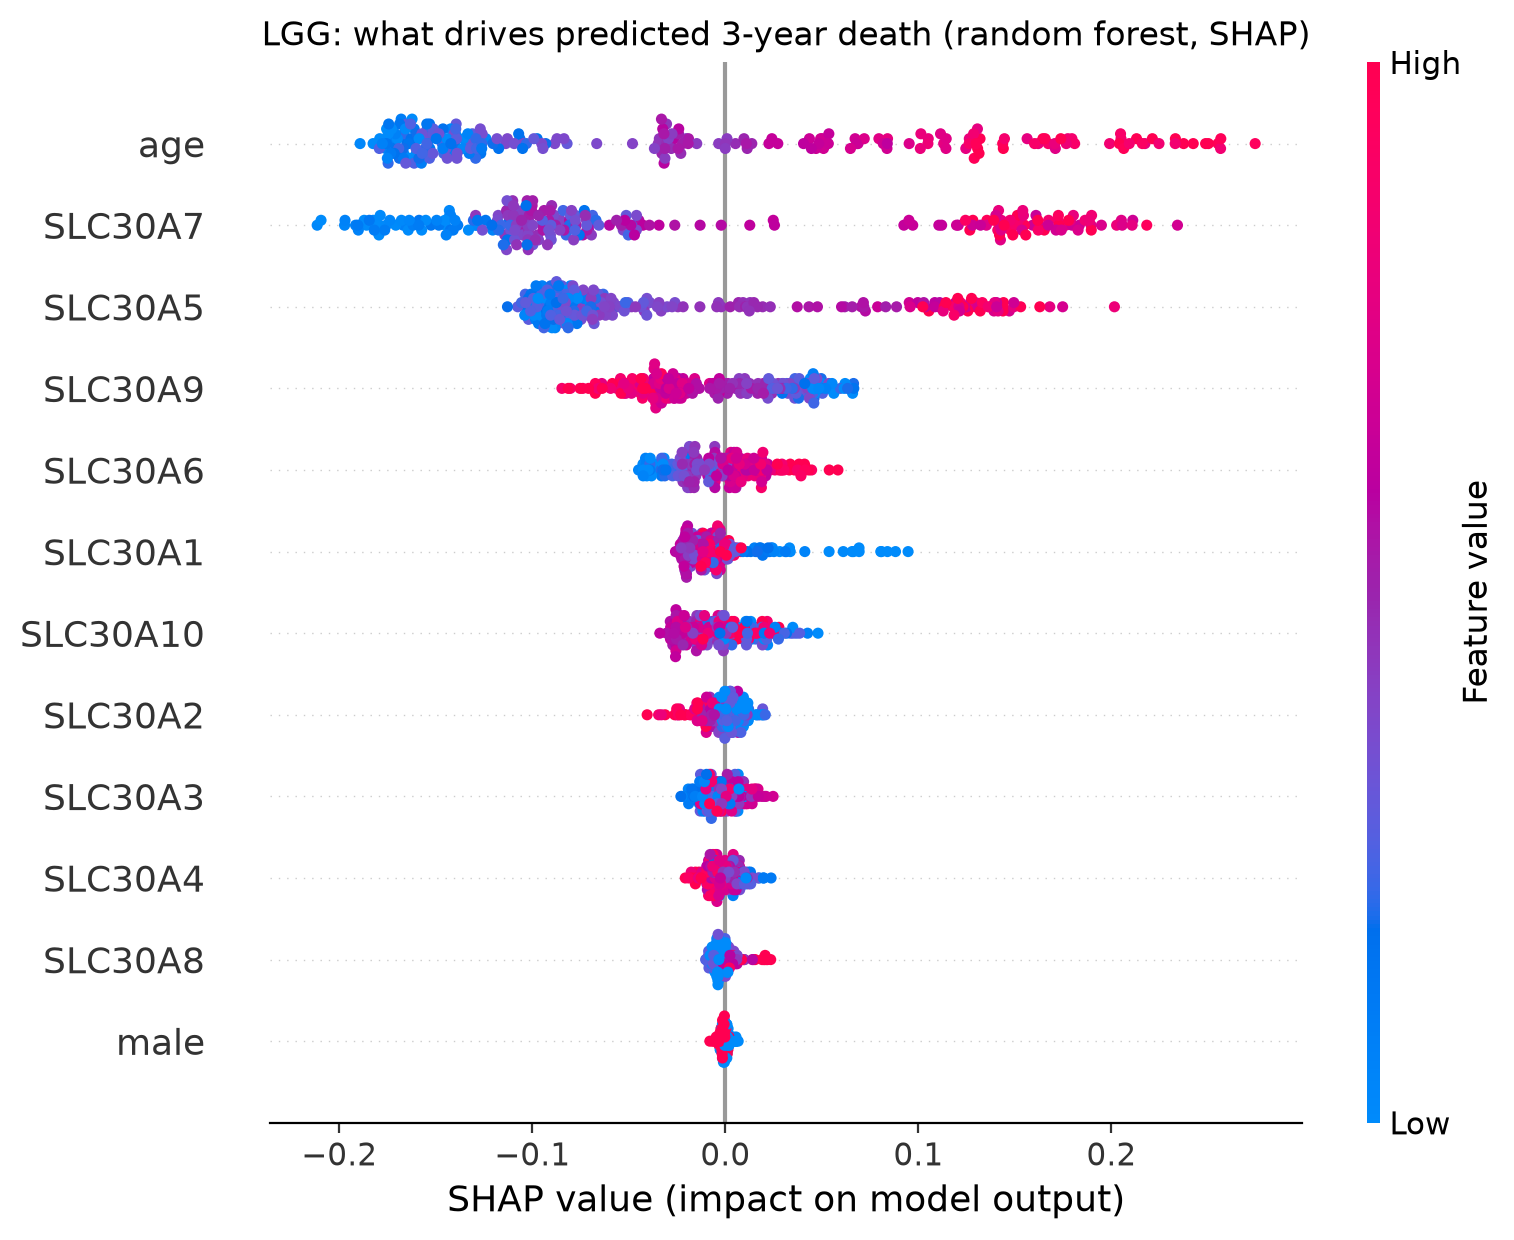 LGG: what drives predicted 3-year death (random forest, SHAP)
High
age
SLC30A7
SLC30A5
SLC30A9
SLC30A6
SLC30A1
SLC30A10
SLC30A2
SLC30A3
SLC30A4
SLC30A8
male
Feature value
Low
−0.2 −0.1 0.0 0.1 0.2
SHAP value (impact on model output)